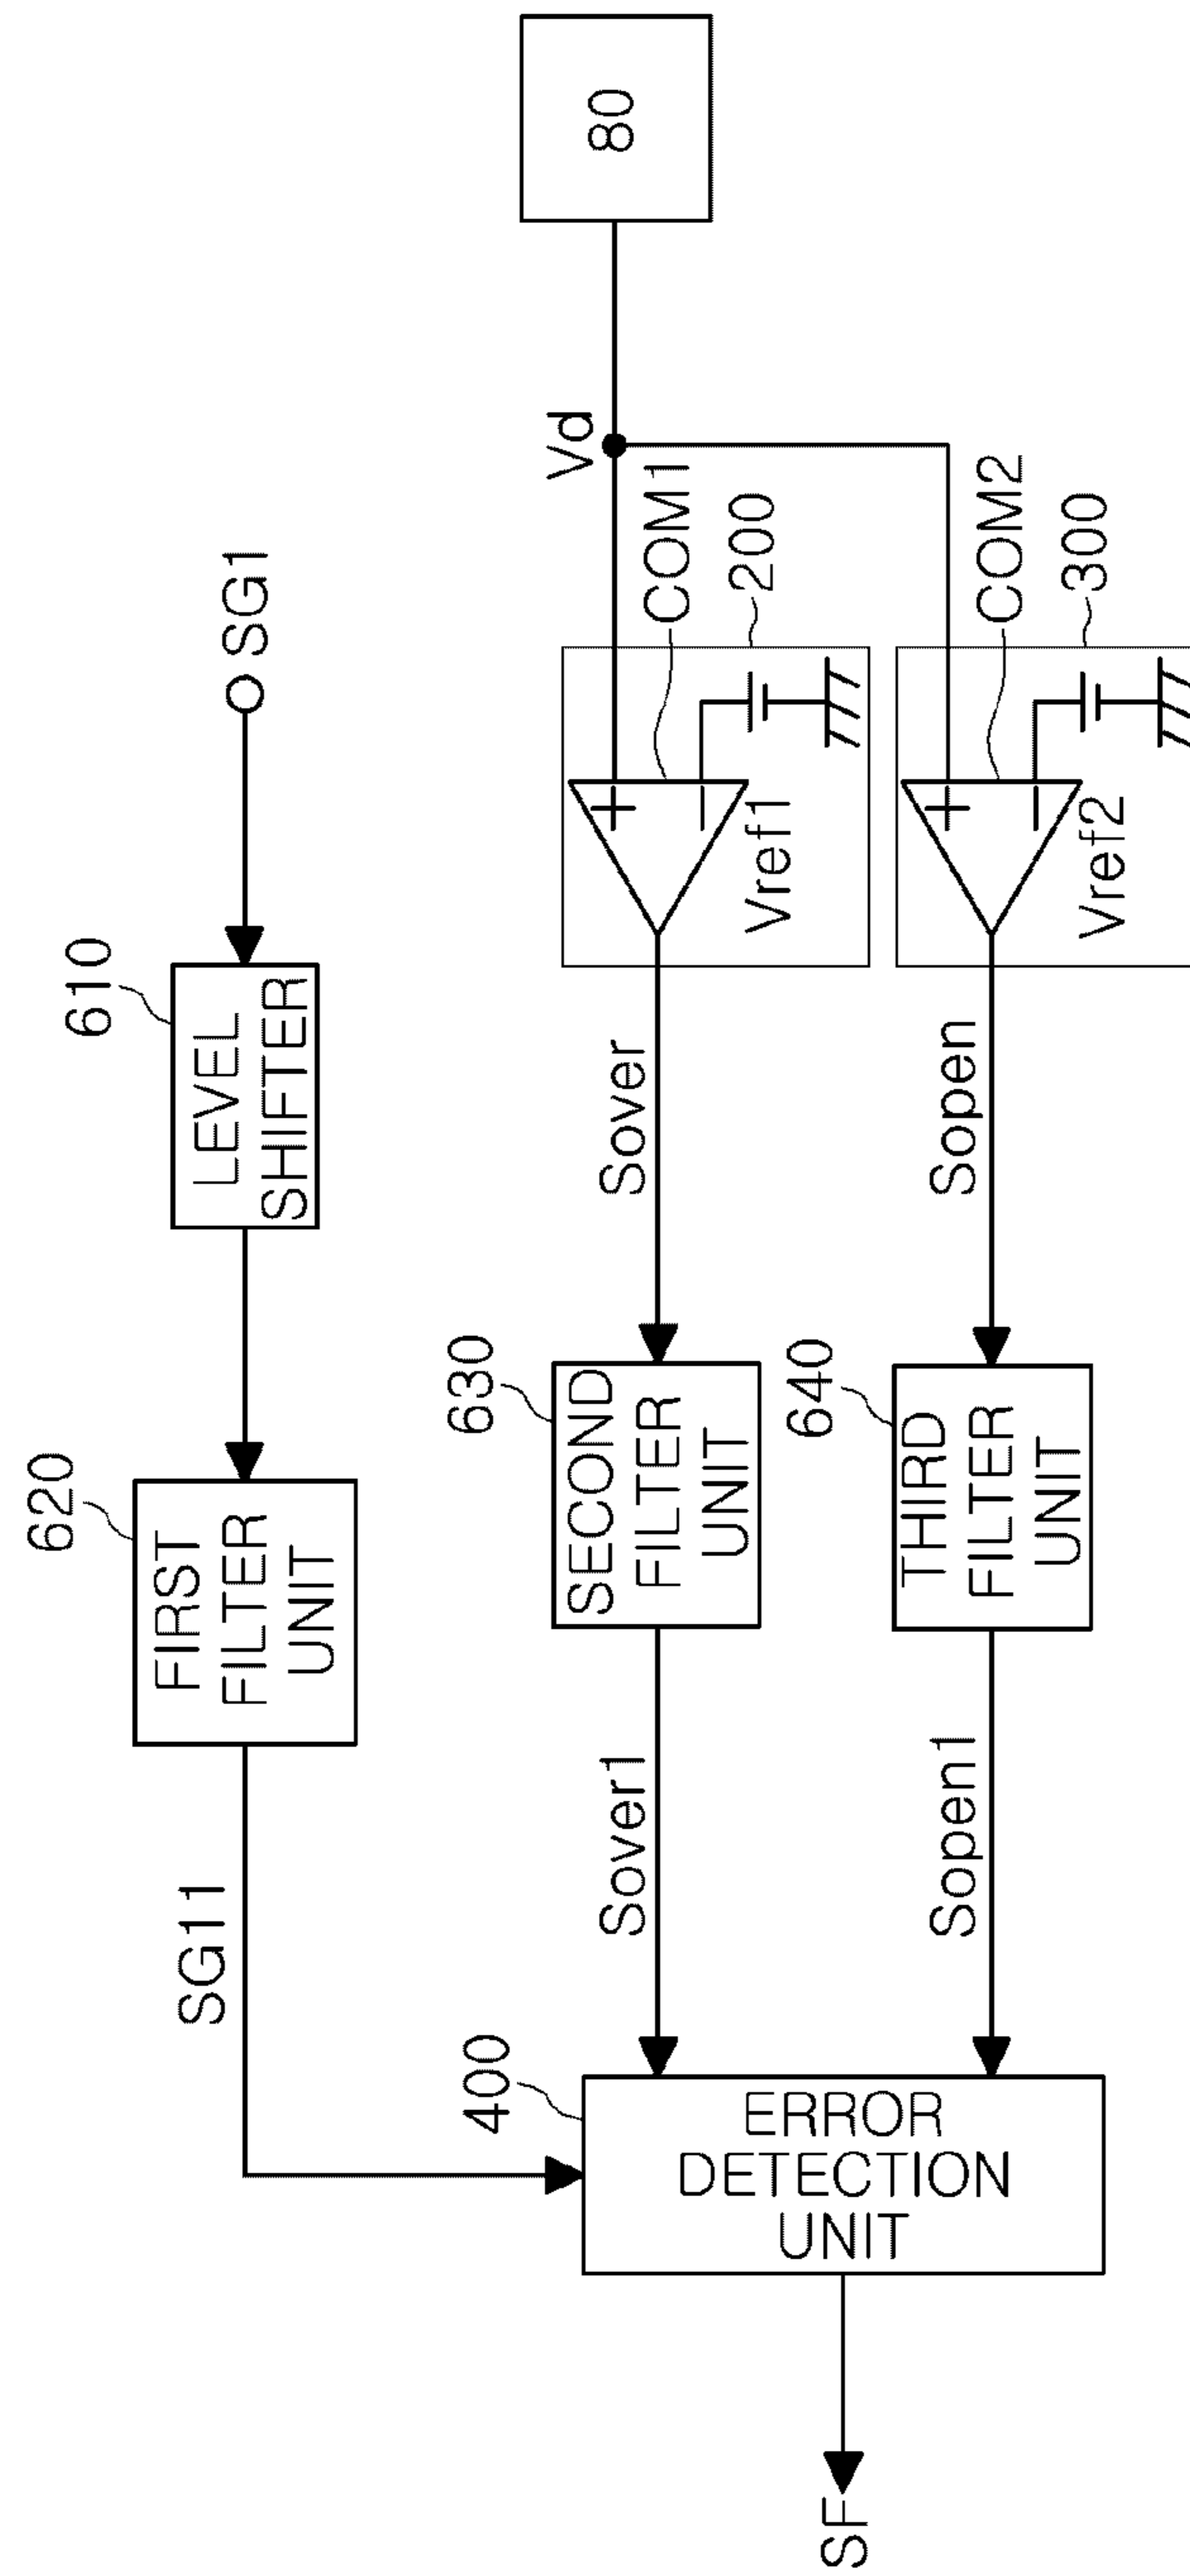 610
LEVEL
SHIFTER
SG1
620
FIRST
FILTER
UNIT
SG11
80
Vd
COM1
200
Vref1
Sover
630
SECOND
FILTER
UNIT
Sover1
COM2
300
Vref2
Sopen
640
THIRD
FILTER
UNIT
Sopen1
400
ERROR
DETECTION
UNIT
SF